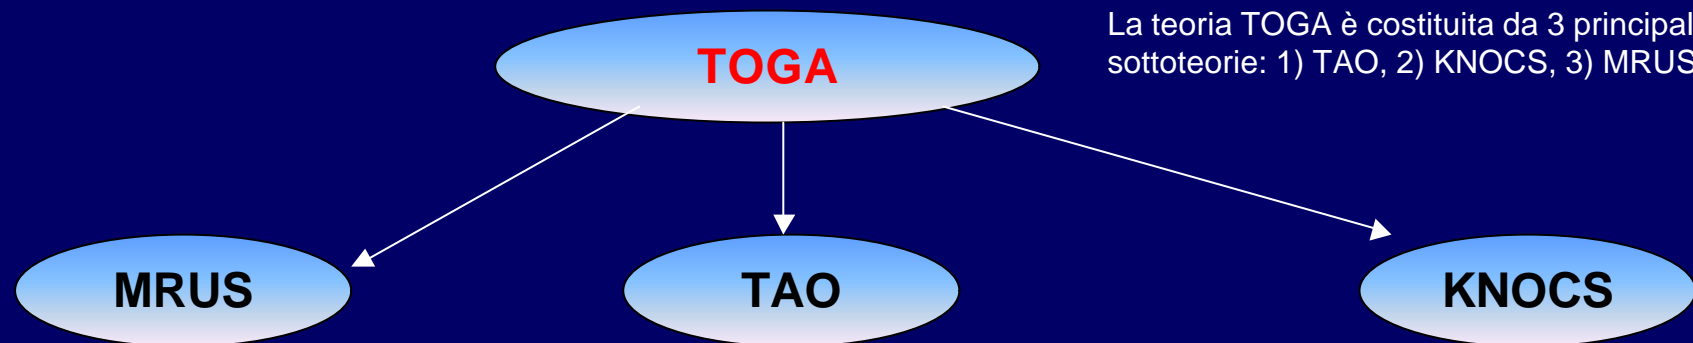 La teoria TOGA è costituita da 3 principal
sottoteorie: 1) TAO, 2) KNOCS, 3) MRUS
TOGA
MRUS
TAO
KNOCS